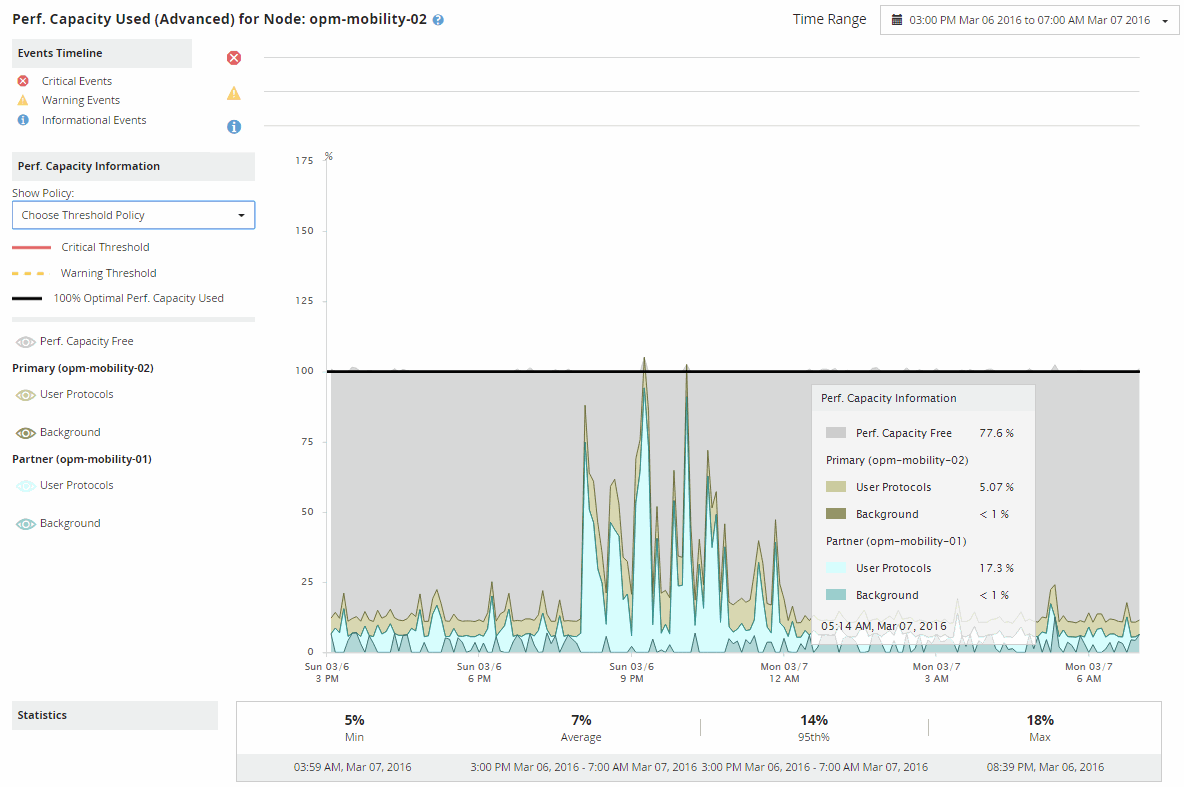 Perf. Capacity Used (Advanced) for Node: opm-mobility-02 ?
Time Range
03:00 PM Mar 06 2016 to 07:00 AM Mar 07 2016
Events Timeline
Critical Events
Warning Events
Informational Events
Perf. Capacity Information
Show Policy:
Choose Threshold Policy
Critical Threshold
Warning Threshold
100% Optimal Perf. Capacity Used
Perf. Capacity Free
Primary (opm-mobility-02)
User Protocols
Background
Partner (opm-mobility-01)
User Protocols
Background
%
175
150
125
100
75
50
25
0
Sun 03/6
3 PM
Sun 03/6
6 PM
Sun 03/6
9 PM
Mon 03/7
12 AM
Mon 03/7
3 AM
Mon 03/7
6 AM
Perf. Capacity Information
Perf. Capacity Free 77.6 %
Primary (opm-mobility-02)
User Protocols 5.07 %
Background < 1 %
Partner (opm-mobility-01)
User Protocols 17.3 %
Background < 1 %
05:14 AM, Mar 07, 2016
Statistics
5%
Min
03:59 AM, Mar 07, 2016
7%
Average
3:00 PM Mar 06, 2016 - 7:00 AM Mar 07, 2016
14%
95th%
3:00 PM Mar 06, 2016 - 7:00 AM Mar 07, 2016
18%
Max
08:39 PM, Mar 06, 2016